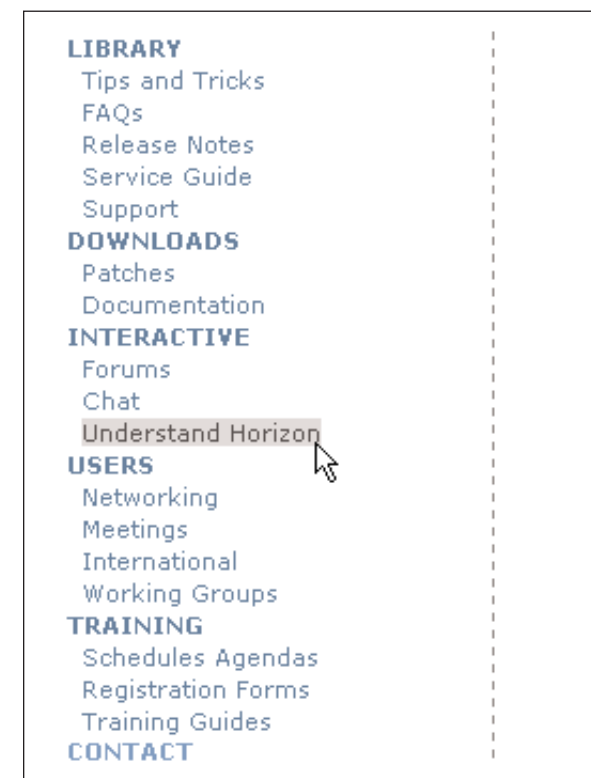 LIBRARY
Tips and Tricks
FAQs
Release Notes
Service Guide
Support
DOWNLOADS
Patches
Documentation
INTERACTIVE
Forums
Chat
Understand Horizon
USERS
Networking
Meetings
International
Working Groups
TRAINING
Schedules Agendas
Registration Forms
Training Guides
CONTACT